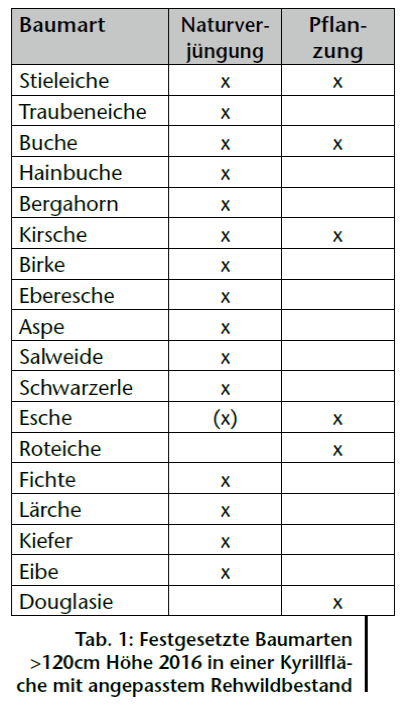 Baumart Naturver- Pflan-
jüngung zung
Stieleiche x x
Traubeneiche x
Buche x x
Hainbuche x
Bergahorn x
Kirsche x x
Birke x
Eberesche x
Aspe x
Salweide x
Schwarzerle x
Esche (x) x
Roteiche x
Fichte x
Lärche x
Kiefer x
Eibe x
Douglasie x
Tab. 1: Festgesetzte Baumarten
>120cm Höhe 2016 in einer Kyrillflä-
che mit angepasstem Rehwildbestand